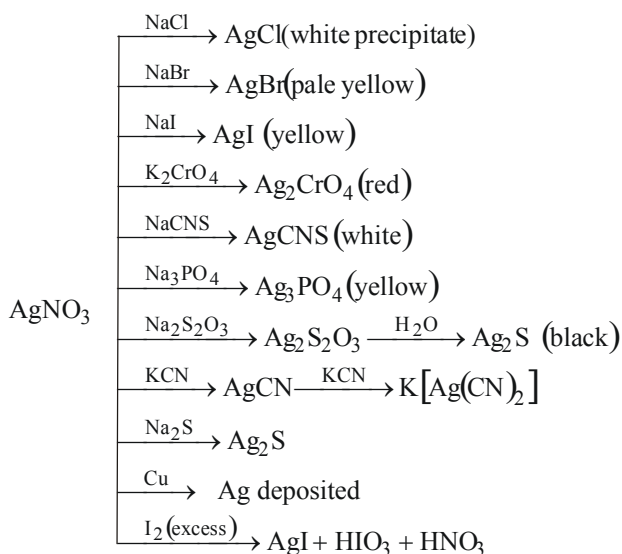 NaCl → AgCl(white precipitate)
NaBr → AgBr(pale yellow)
NaI → AgI (yellow)
K₂CrO₄ → Ag₂CrO₄ (red)
NaCNS → AgCNS (white)
Na₃PO₄ → Ag₃PO₄ (yellow)
AgNO₃
Na₂S₂O₃ → Ag₂S₂O₃ H₂O → Ag₂S (black)
KCN → AgCN KCN → K[Ag(CN)₂]
Na₂S → Ag₂S
Cu → Ag deposited
I₂(excess) → AgI + HIO₃ + HNO₃